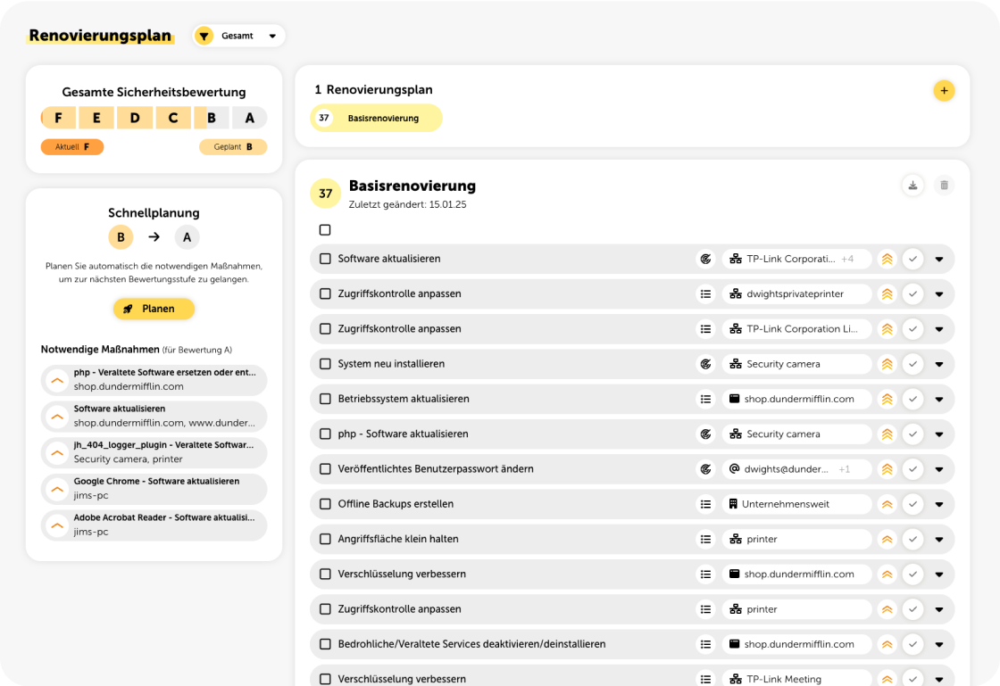 Renovierungsplan
Gesamt
Gesamte Sicherheitsbewertung
F E D C B A
Aktuell F
Geplant B
Schnellplanung
B → A
Planen Sie automatisch die notwendigen Maßnahmen,
um zur nächsten Bewertungsstufe zu gelangen.
Planen
Notwendige Maßnahmen (für Bewertung A)
php - Veraltete Software ersetzen oder ent...
shop.dundermifflin.com
Software aktualisieren
shop.dundermifflin.com, www.dunder...
jh_404_logger_plugin - Veraltete Softwar...
Security camera, printer
Google Chrome - Software aktualisieren
jims-pc
Adobe Acrobat Reader - Software aktualisi...
jims-pc
1 Renovierungsplan
+
37 Basisrenovierung
37
Basisrenovierung
Zuletzt geändert: 15.01.25
Software aktualisieren TP-Link Corporati... +4
Zugriffskontrolle anpassen dwightsprivateprinter
Zugriffskontrolle anpassen TP-Link Corporation Li...
System neu installieren Security camera
Betriebssystem aktualisieren shop.dundermifflin.com
php - Software aktualisieren Security camera
Veröffentlichtes Benutzerpasswort ändern @ dwights@dunder... +1
Offline Backups erstellen Unternehmensweit
Angriffsfläche klein halten printer
Verschlüsselung verbessern shop.dundermifflin.com
Zugriffskontrolle anpassen printer
Bedrohliche/Veraltete Services deaktivieren/deinstallieren shop.dundermifflin.com
Verschlüsselung verbessern TP-Link Meeting